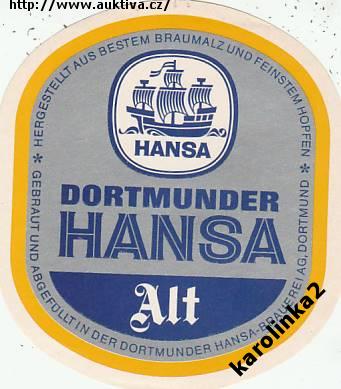 http://www.auktiva.cz/
* HERGESTELLT AUS BESTEM BRAUMALZ UND FEINSTEM HOPFEN *
HANSA
DORTMUNDER
HANSA
Alt
GEBRAUT UND ABGEFÜLLT IN DER DORTMUNDER HANSA-BRAUEREI AG, DORTMUND
karolinka2